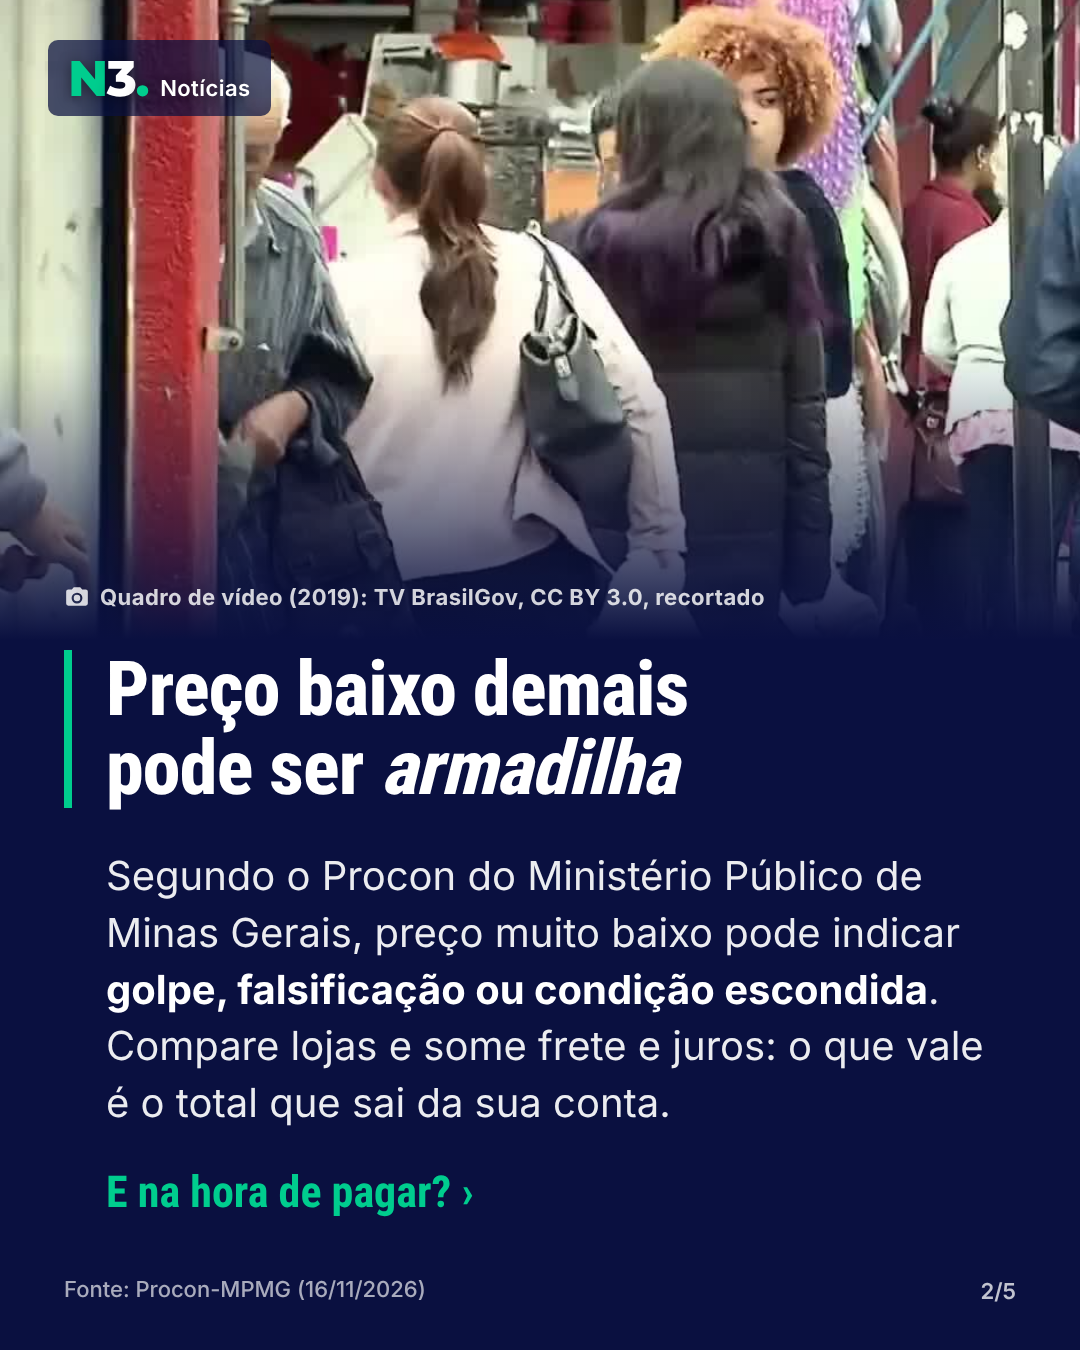 N3. Notícias
Quadro de vídeo (2019): TV BrasilGov, CC BY 3.0, recortado
Preço baixo demais
pode ser armadilha
Segundo o Procon do Ministério Público de
Minas Gerais, preço muito baixo pode indicar
golpe, falsificação ou condição escondida.
Compare lojas e some frete e juros: o que vale
é o total que sai da sua conta.
E na hora de pagar? ›
Fonte: Procon-MPMG (16/11/2026)
2/5